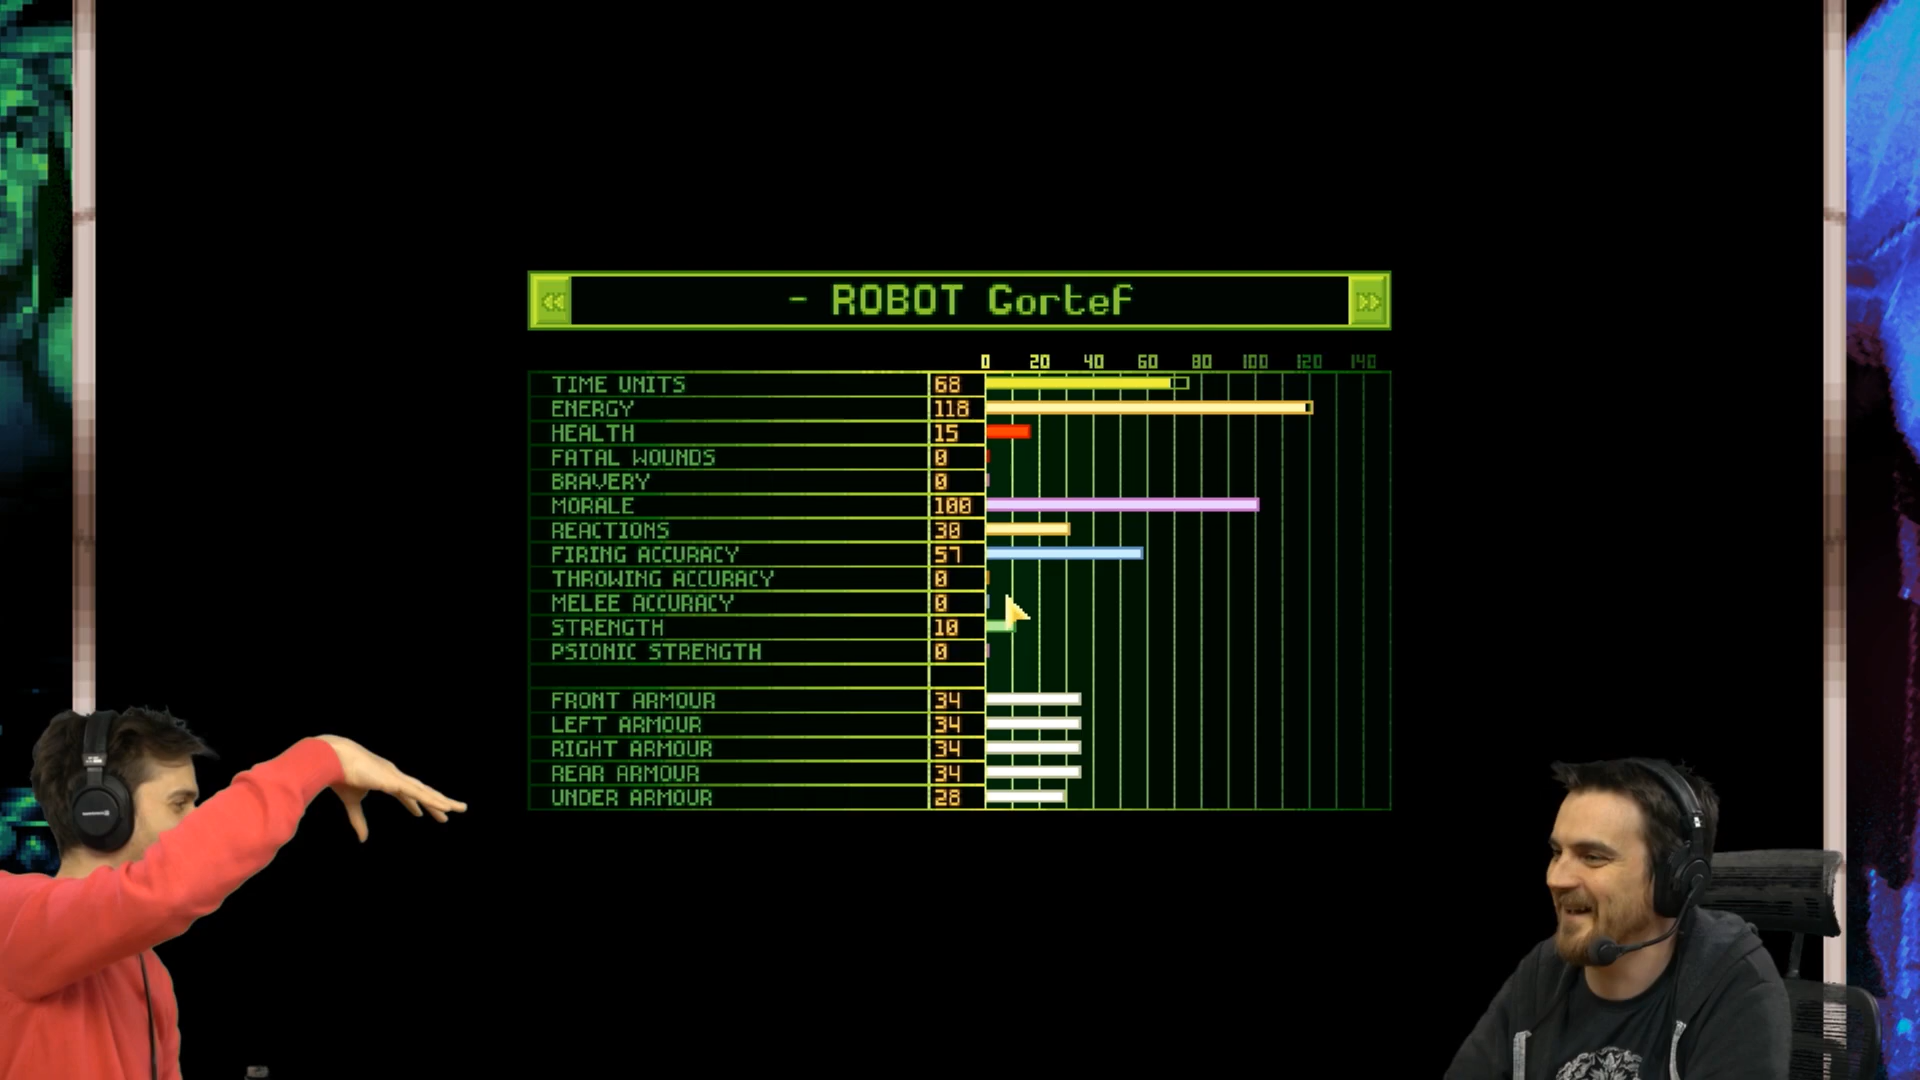 - ROBOT Gortef
0 20 40 60 80 100 120 140
TIME UNITS 68
ENERGY 118
HEALTH 15
FATAL WOUNDS 0
BRAVERY 0
MORALE 100
REACTIONS 30
FIRING ACCURACY 57
THROWING ACCURACY 0
MELEE ACCURACY 0
STRENGTH 10
PSIONIC STRENGTH 0
FRONT ARMOUR 34
LEFT ARMOUR 34
RIGHT ARMOUR 34
REAR ARMOUR 34
UNDER ARMOUR 28